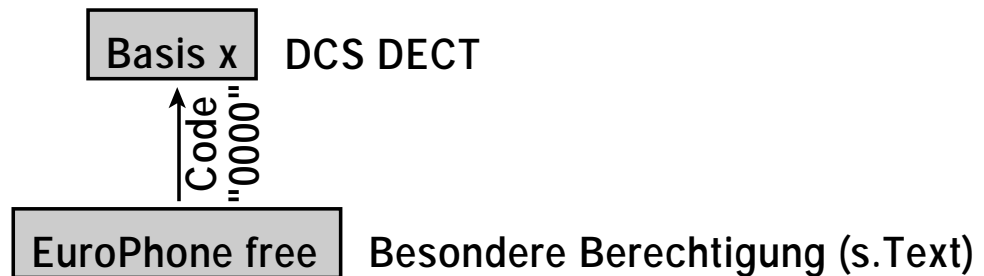 Basis x DCS DECT
Code
"0000"
EuroPhone free Besondere Berechtigung (s.Text)